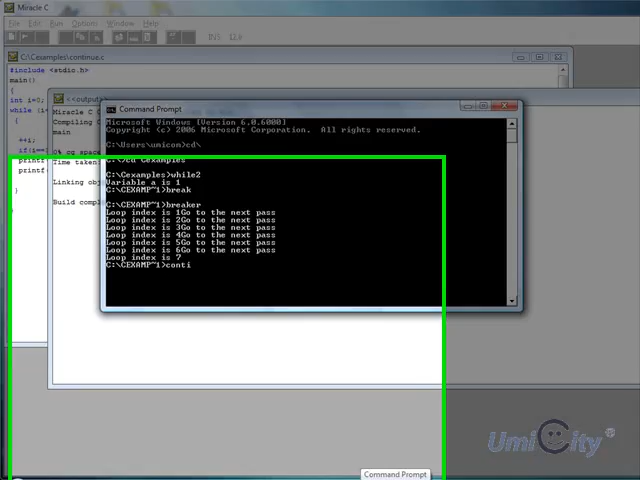 Miracle C
File Edit Run Options Window Help
C:\Cexamples\continue.c
#include <stdio.h>
main()
{
int i=0;
while (i<
{
++i;
if(i==
printf
printf
}
<<output>>
Miracle C
Compiling C
main
0% cg space
Time taken
Linking obj
Build compl
Command Prompt
Microsoft Windows [Version 6.0.6000]
Copyright (c) 2006 Microsoft Corporation. All rights reserved.
C:\Users\umicom>cd\
C:\>cd Cexamples
C:\Cexamples>while2
Variable a is 1
C:\CEXAMP~1>break
C:\CEXAMP~1>breaker
Loop index is 1Go to the next pass
Loop index is 2Go to the next pass
Loop index is 3Go to the next pass
Loop index is 4Go to the next pass
Loop index is 5Go to the next pass
Loop index is 6Go to the next pass
Loop index is 7
C:\CEXAMP~1>conti
UmiCity®
Command Prompt